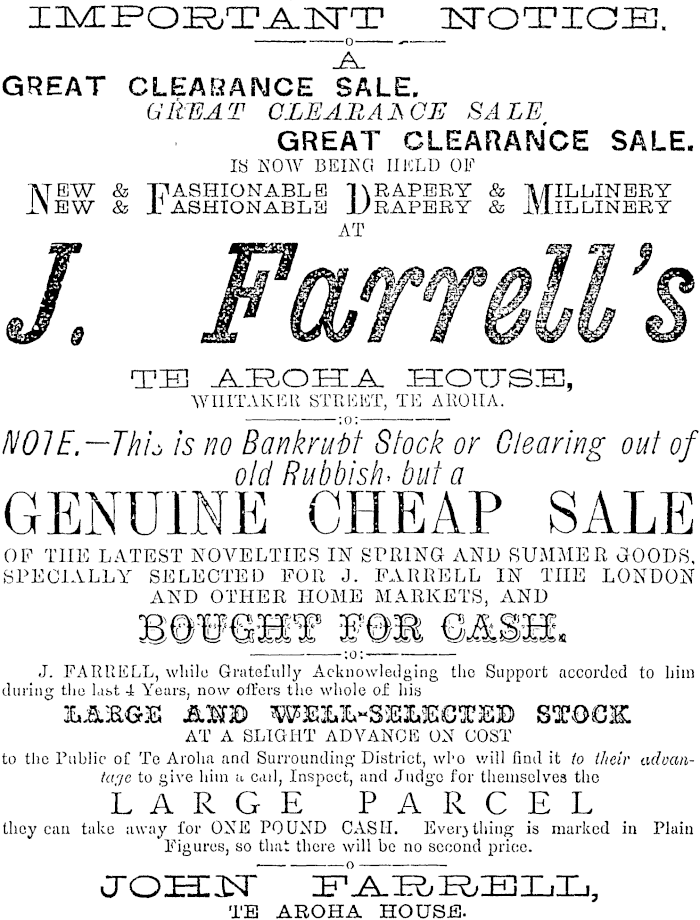 IMPORTANT NOTICE.
A
GREAT CLEARANCE SALE.
GREAT CLEARANCE SALE,
GREAT CLEARANCE SALE.
IS NOW BEING HELD OF
NEW & FASHIONABLE DRAPERY & MILLINERY
NEW & FASHIONABLE DRAPERY & MILLINERY
AT
J. Farrell's
TE AROHA HOUSE,
WHITAKER STREET, TE AROHA.
:o:
NOTE.—This is no Bankrupt Stock or Clearing out of
old Rubbish, but a
GENUINE CHEAP SALE
OF THE LATEST NOVELTIES IN SPRING AND SUMMER GOODS,
SPECIALLY SELECTED FOR J. FARRELL IN THE LONDON
AND OTHER HOME MARKETS, AND
BOUGHT FOR CASH.
:o:
J. FARRELL, while Gratefully Acknowledging the Support accorded to him
during the last 4 Years, now offers the whole of his
LARGE AND WELL-SELECTED STOCK
AT A SLIGHT ADVANCE ON COST
to the Public of Te Aroha and Surrounding District, who will find it to their advan-
tage to give him a call, Inspect, and Judge for themselves the
LARGE PARCEL
they can take away for ONE POUND CASH. Everything is marked in Plain
Figures, so that there will be no second price.
o
JOHN FARRELL,
TE AROHA HOUSE.